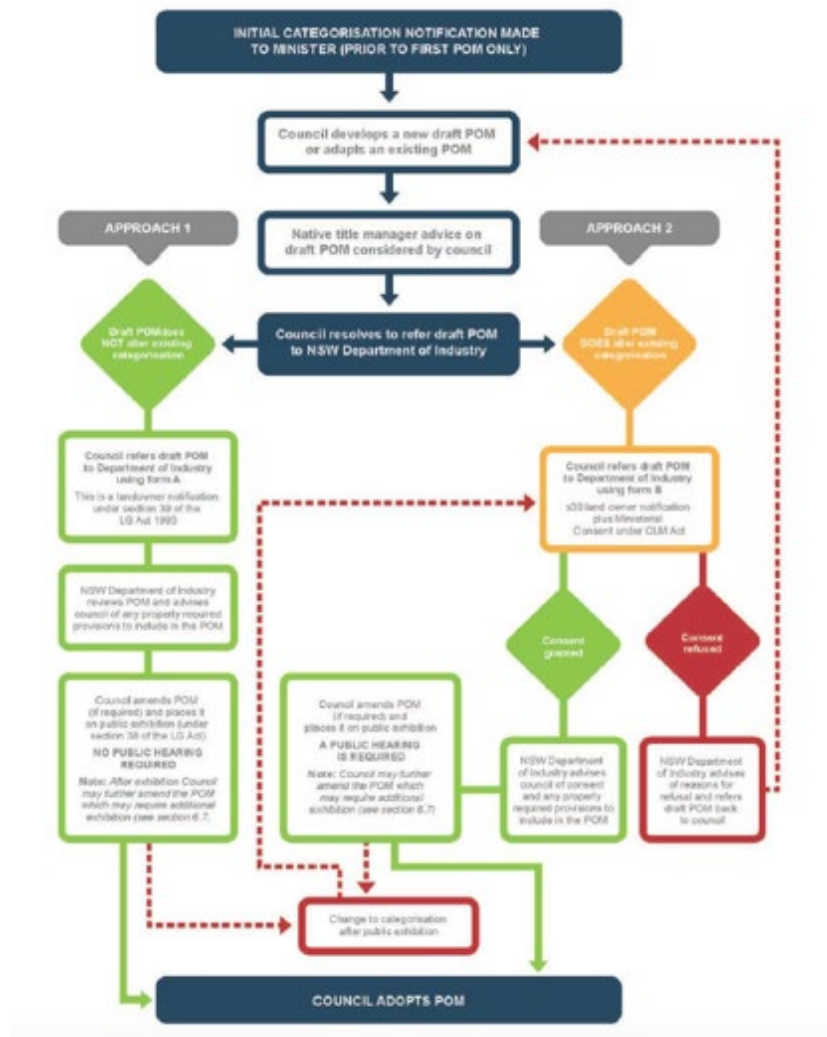 INITIAL CATEGORISATION NOTIFICATION MADE
TO MINISTER (PRIOR TO FIRST POM ONLY)
Council develops a new draft POM
or adapts an existing POM
APPROACH 1
Native title manager advice on
draft POM considered by council
APPROACH 2
Draft POM does
NOT alter existing
categorisation
Council resolves to refer draft POM
to NSW Department of Industry
Draft POM
DOES alter existing
categorisation
Council refers draft POM
to Department of Industry
using form A
This is a landowner notification
under section 39 of the
LG Act 1993
Council refers draft POM
to Department of Industry
using form B
s39 land owner notification
plus Ministerial
Consent under CLM Act
NSW Department of Industry
reviews POM and advises
council of any properly required
provisions to include in the POM
Consent
granted
Consent
refused
Council amends POM
(if required) and places it
on public exhibition (under
section 38 of the LG Act)
NO PUBLIC HEARING
REQUIRED
Note: After exhibition Council
may further amend the POM
which may require additional
exhibition (see section 6.7.
Council amends POM
(if required) and
places it on public exhibition
A PUBLIC HEARING
IS REQUIRED
Note: Council may further
amend the POM which
may require additional
exhibition (see section 6.7)
NSW Department
of Industry advises
council of consent
and any properly
required provisions to
include in the POM
NSW Department
of Industry advises
of reasons for
refusal and refers
draft POM back
to council
Change to categorisation
after public exhibition
COUNCIL ADOPTS POM